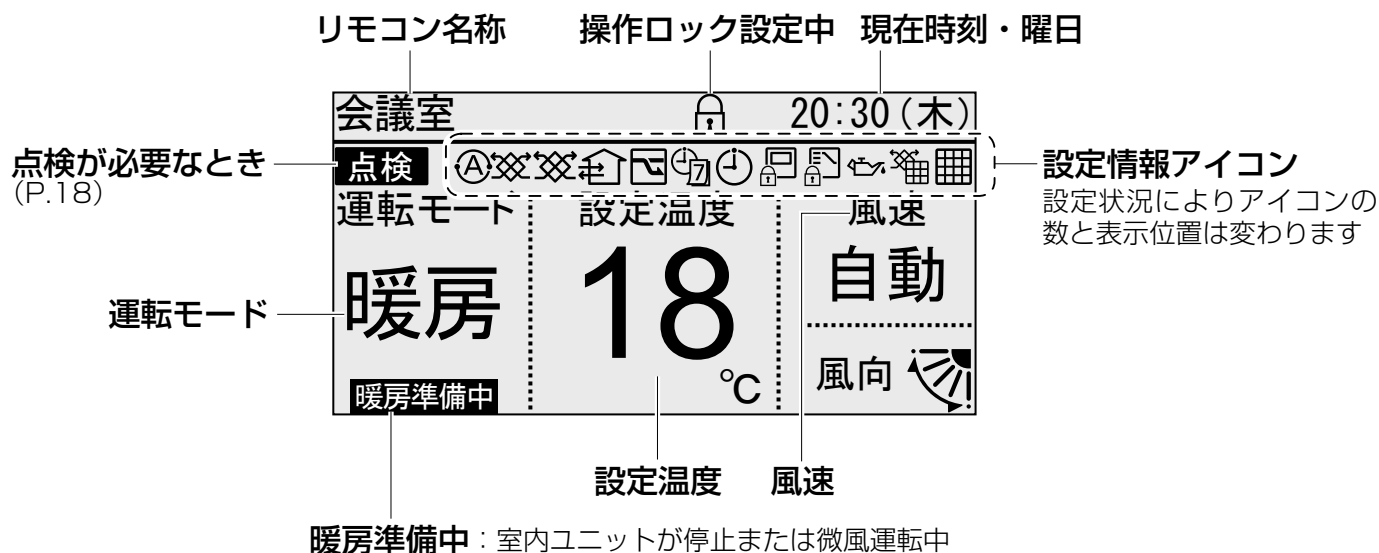 リモコン名称
操作ロック設定中
現在時刻・曜日
会議室
20:30(木)
点検が必要なとき
(P.18)
点検
A
7
設定情報アイコン
設定状況によりアイコンの
数と表示位置は変わります
運転モード
設定温度
風速
運転モード
暖房
18
℃
自動
風向
暖房準備中
設定温度
風速
暖房準備中:室内ユニットが停止または微風運転中